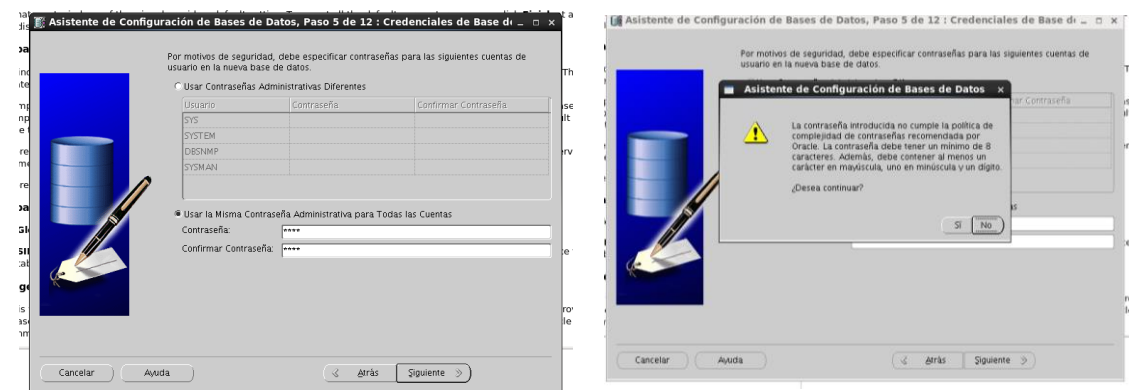 Asistente de Configuración de Bases de Datos, Paso 5 de 12 : Credenciales de Base de
Por motivos de seguridad, debe especificar contraseñas para las siguientes cuentas de
usuario en la nueva base de datos.
Usar Contraseñas Administrativas Diferentes
Usuario Contraseña Confirmar Contraseña
SYS
SYSTEM
DBSNMP
SYSMAN
Usar la Misma Contraseña Administrativa para Todas las Cuentas
Contraseña: ****
Confirmar Contraseña: ****
Cancelar Ayuda Atrás Siguiente
Asistente de Configuración de Bases de Datos, Paso 5 de 12 : Credenciales de Base de
Por motivos de seguridad, debe especificar contraseñas para las siguientes cuentas de
usuario en la nueva base de datos.
Asistente de Configuración de Bases de Datos
Contraseña
La contraseña introducida no cumple la política de
complejidad de contraseñas recomendada por
Oracle. La contraseña debe tener un mínimo de 8
caracteres. Además, debe contener al menos un
carácter en mayúscula, uno en minúscula y un dígito.
¿Desea continuar?
Sí No
Cancelar Ayuda Atrás Siguiente